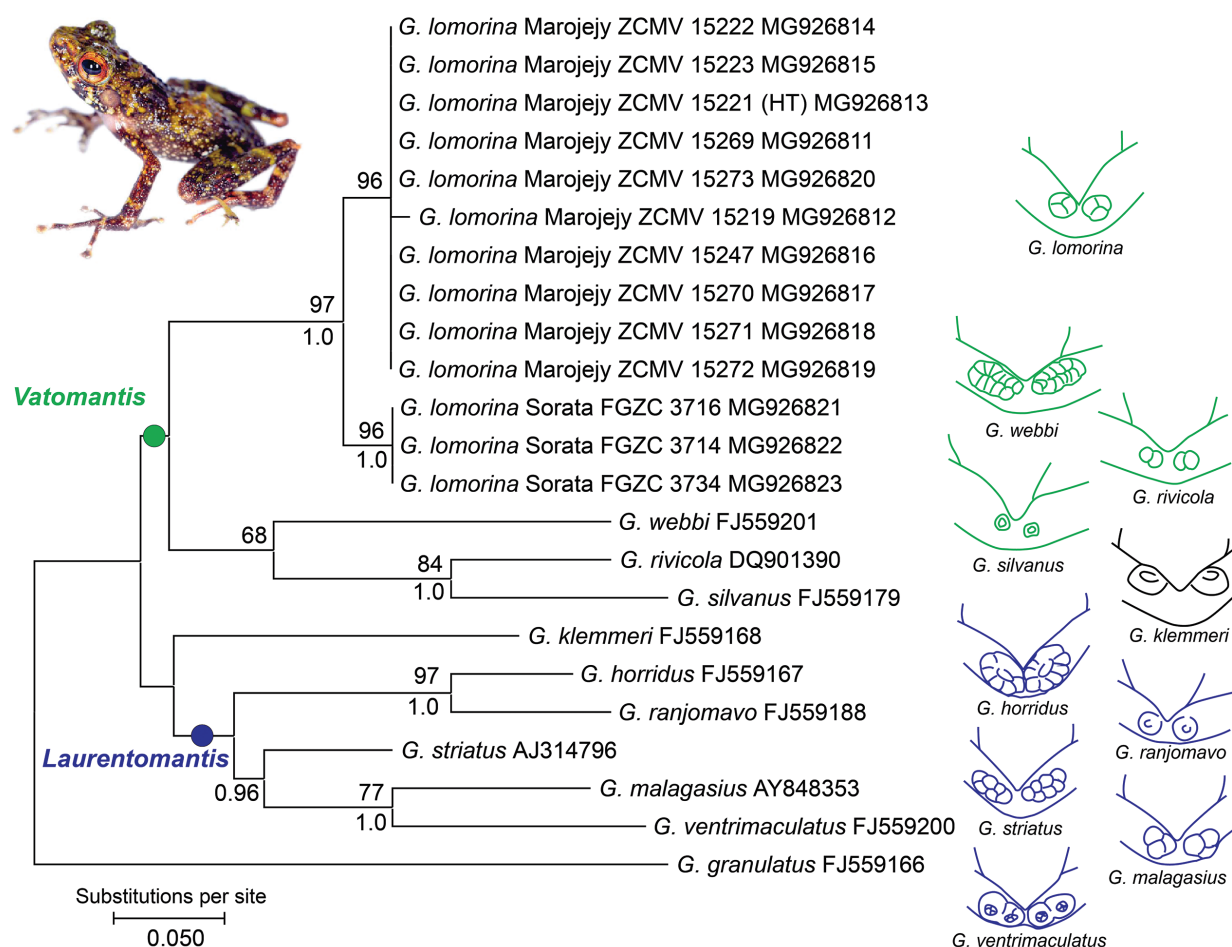 G. lomorina Marojejy ZCMV 15222 MG926814
G. lomorina Marojejy ZCMV 15223 MG926815
G. lomorina Marojejy ZCMV 15221 (HT) MG926813
G. lomorina Marojejy ZCMV 15269 MG926811
96
G. lomorina Marojejy ZCMV 15273 MG926820
G. lomorina Marojejy ZCMV 15219 MG926812
G. lomorina Marojejy ZCMV 15247 MG926816
97
G. lomorina Marojejy ZCMV 15270 MG926817
1.0
G. lomorina Marojejy ZCMV 15271 MG926818
G. lomorina Marojejy ZCMV 15272 MG926819
Vatomantis
G. lomorina Sorata FGZC 3716 MG926821
96
G. lomorina Sorata FGZC 3714 MG926822
1.0
G. lomorina Sorata FGZC 3734 MG926823
68
G. webbi FJ559201
84
G. rivicola DQ901390
1.0
G. silvanus FJ559179
G. klemmeri FJ559168
97
G. horridus FJ559167
1.0
G. ranjomavo FJ559188
Laurentomantis
G. striatus AJ314796
0.96
77
G. malagasius AY848353
1.0
G. ventrimaculatus FJ559200
G. granulatus FJ559166
Substitutions per site
0.050
G. lomorina
G. webbi
G. rivicola
G. silvanus
G. klemmeri
G. horridus
G. ranjomavo
G. striatus
G. malagasius
G. ventrimaculatus